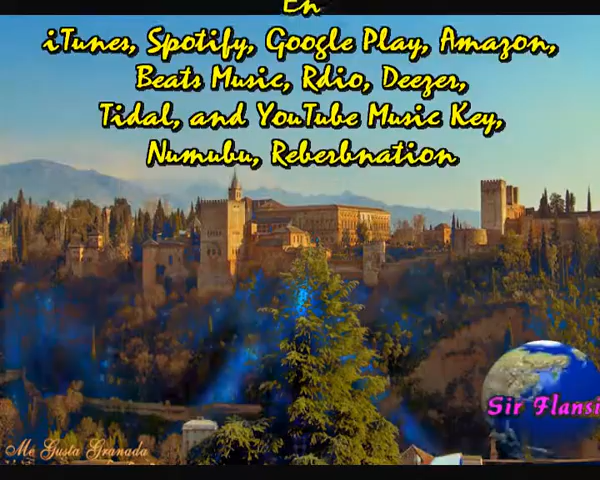 En
iTunes, Spotify, Google Play, Amazon,
Beats Music, Rdio, Deezer,
Tidal, and YouTube Music Key,
Numubu, Reberbnation
Sir Flansi
Me Gusta Granada